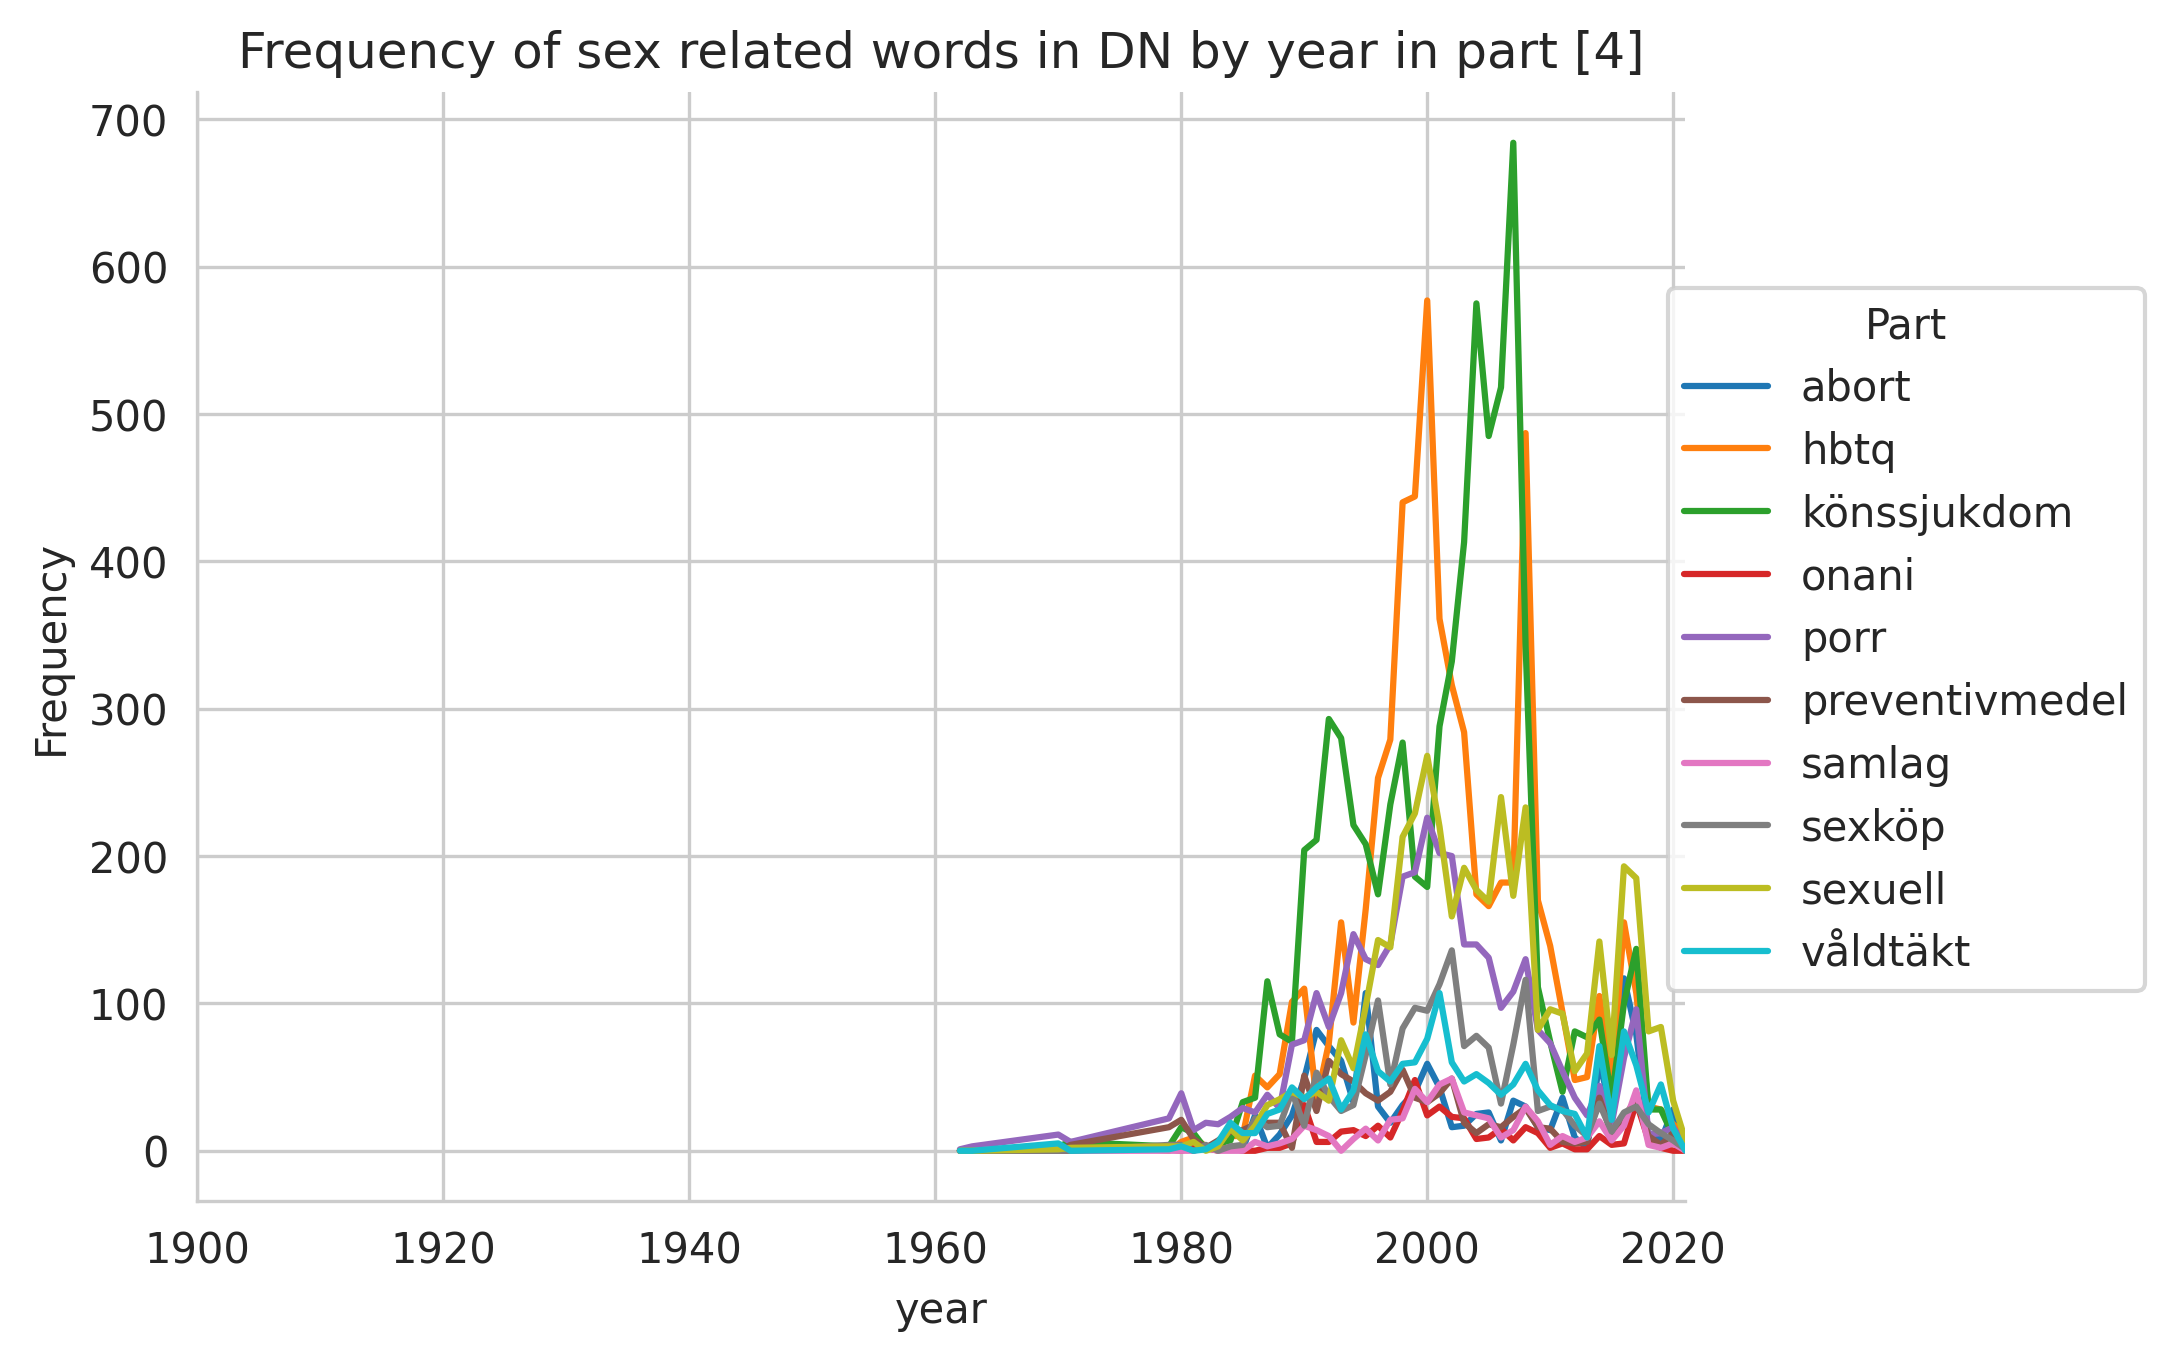 Frequency of sex related words in DN by year in part [4]
700
600
500
400
300
200
100
0
Frequency
1900 1920 1940 1960 1980 2000 2020
year
Part
abort
hbtq
könssjukdom
onani
porr
preventivmedel
samlag
sexköp
sexuell
våldtäkt